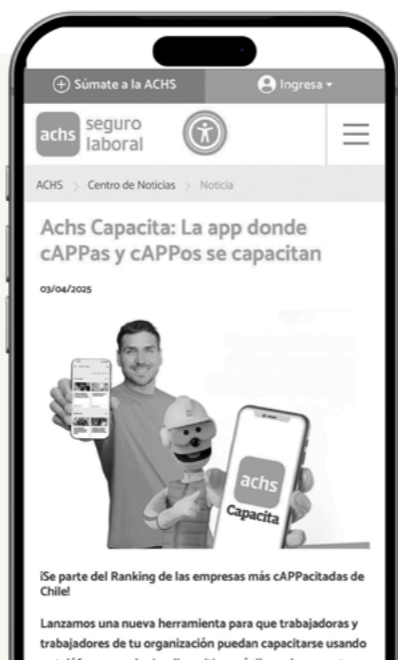 Súmate a la ACHS
Ingresa
achs seguro
laboral
ACHS > Centro de Noticias > Noticia
Achs Capacita: La app donde
cAPPas y cAPPos se capacitan
03/04/2025
achs
Capacita
¡Se parte del Ranking de las empresas más cAPPacitadas de
Chile!
Lanzamos una nueva herramienta para que trabajadoras y
trabajadores de tu organización puedan capacitarse usando